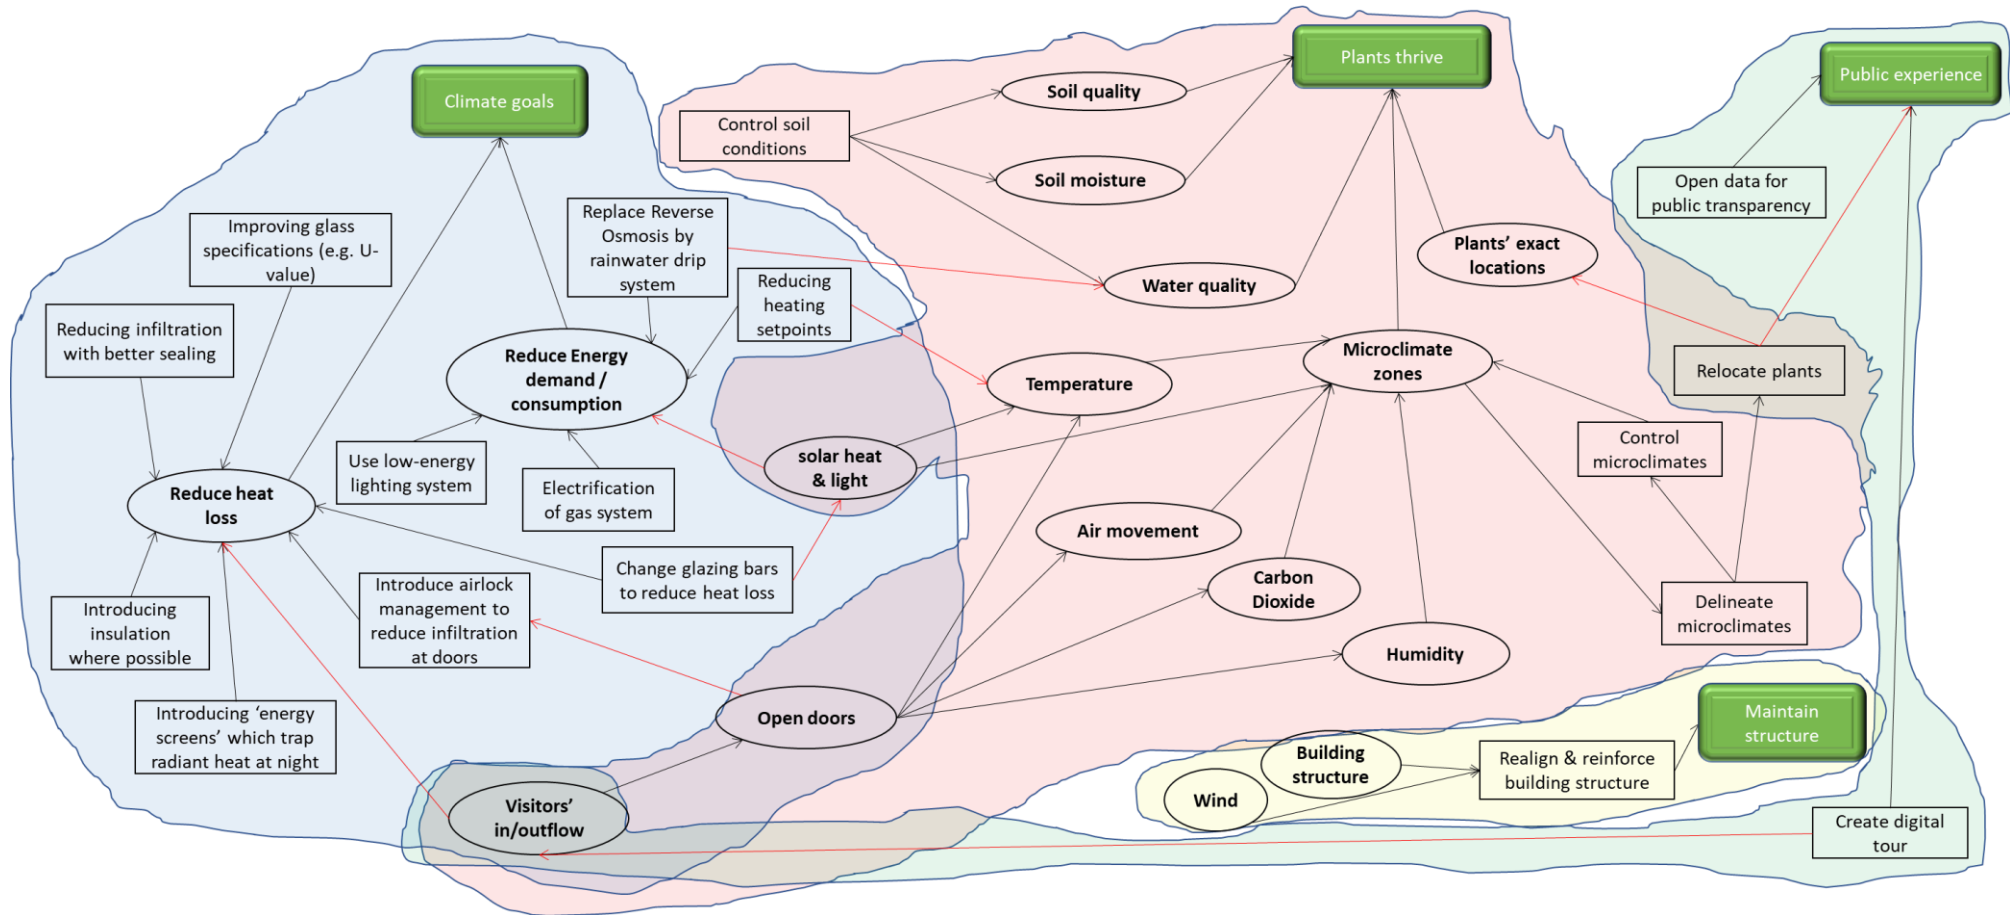 Climate goals
Plants thrive
Public experience
Soil quality
Control soil
conditions
Soil moisture
Open data for
public transparency
Improving glass
specifications (e.g. U-
value)
Replace Reverse
Osmosis by
rainwater drip
system
Plants’ exact
locations
Water quality
Reducing
heating
setpoints
Reducing infiltration
with better sealing
Reduce Energy
demand /
consumption
Temperature
Microclimate
zones
Relocate plants
Use low-energy
lighting system
solar heat
& light
Control
microclimates
Reduce heat
loss
Electrification
of gas system
Air movement
Change glazing bars
to reduce heat loss
Carbon
Dioxide
Introducing
insulation
where possible
Introduce airlock
management to
reduce infiltration
at doors
Delineate
microclimates
Humidity
Introducing ‘energy
screens’ which trap
radiant heat at night
Open doors
Maintain
structure
Building
structure
Realign & reinforce
building structure
Wind
Visitors’
in/outflow
Create digital
tour